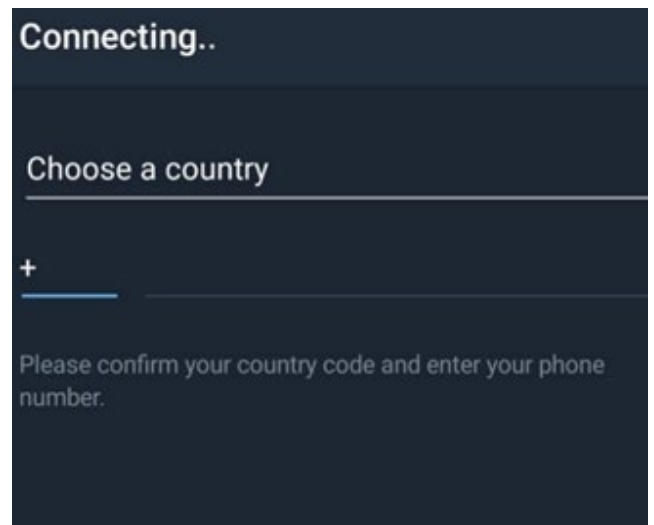 Connecting..
Choose a country
+
Please confirm your country code and enter your phone
number.